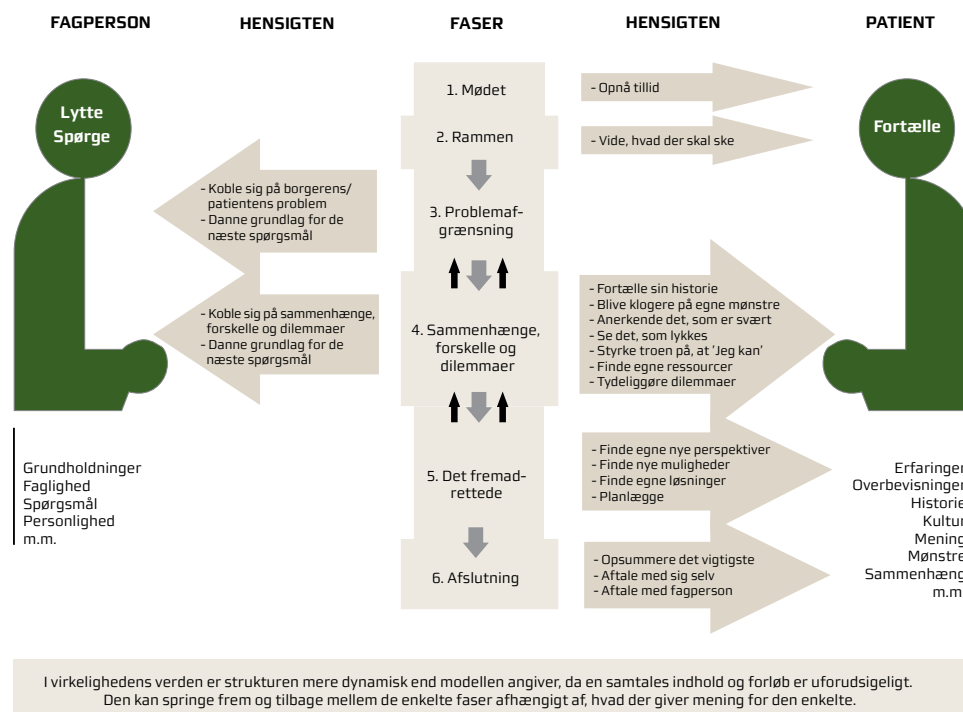 FAGPERSON
HENSIGTEN
FASER
HENSIGTEN
PATIENT
Lytte
Spørge
- Koble sig på borgerens/
patientens problem
- Danne grundlag for de
næste spørgsmål
- Koble sig på sammenhænge,
forskelle og dilemmaer
- Danne grundlag for de
næste spørgsmål
Grundholdninger
Faglighed
Spørgsmål
Personlighed
m.m.
1. Mødet
2. Rammen
3. Problemaf-
grænsning
4. Sammenhænge,
forskelle og
dilemmaer
5. Det fremad-
rettede
6. Afslutning
- Opnå tillid
- Vide, hvad der skal ske
- Fortælle sin historie
- Blive klogere på egne mønstre
- Anerkende det, som er svært
- Se det, som lykkes
- Styrke troen på, at ’Jeg kan’
- Finde egne ressourcer
- Tydeliggøre dilemmaer
- Finde egne nye perspektiver
- Finde nye muligheder
- Finde egne løsninger
- Planlægge
- Opsummere det vigtigste
- Aftale med sig selv
- Aftale med fagperson
Fortælle
Erfaringer
Overbevisninger
Historie
Kultur
Mening
Mønstre
Sammenhæng
m.m.
I virkelighedens verden er strukturen mere dynamisk end modellen angiver, da en samtales indhold og forløb er uforudsigeligt.
Den kan springe frem og tilbage mellem de enkelte faser afhængigt af, hvad der giver mening for den enkelte.